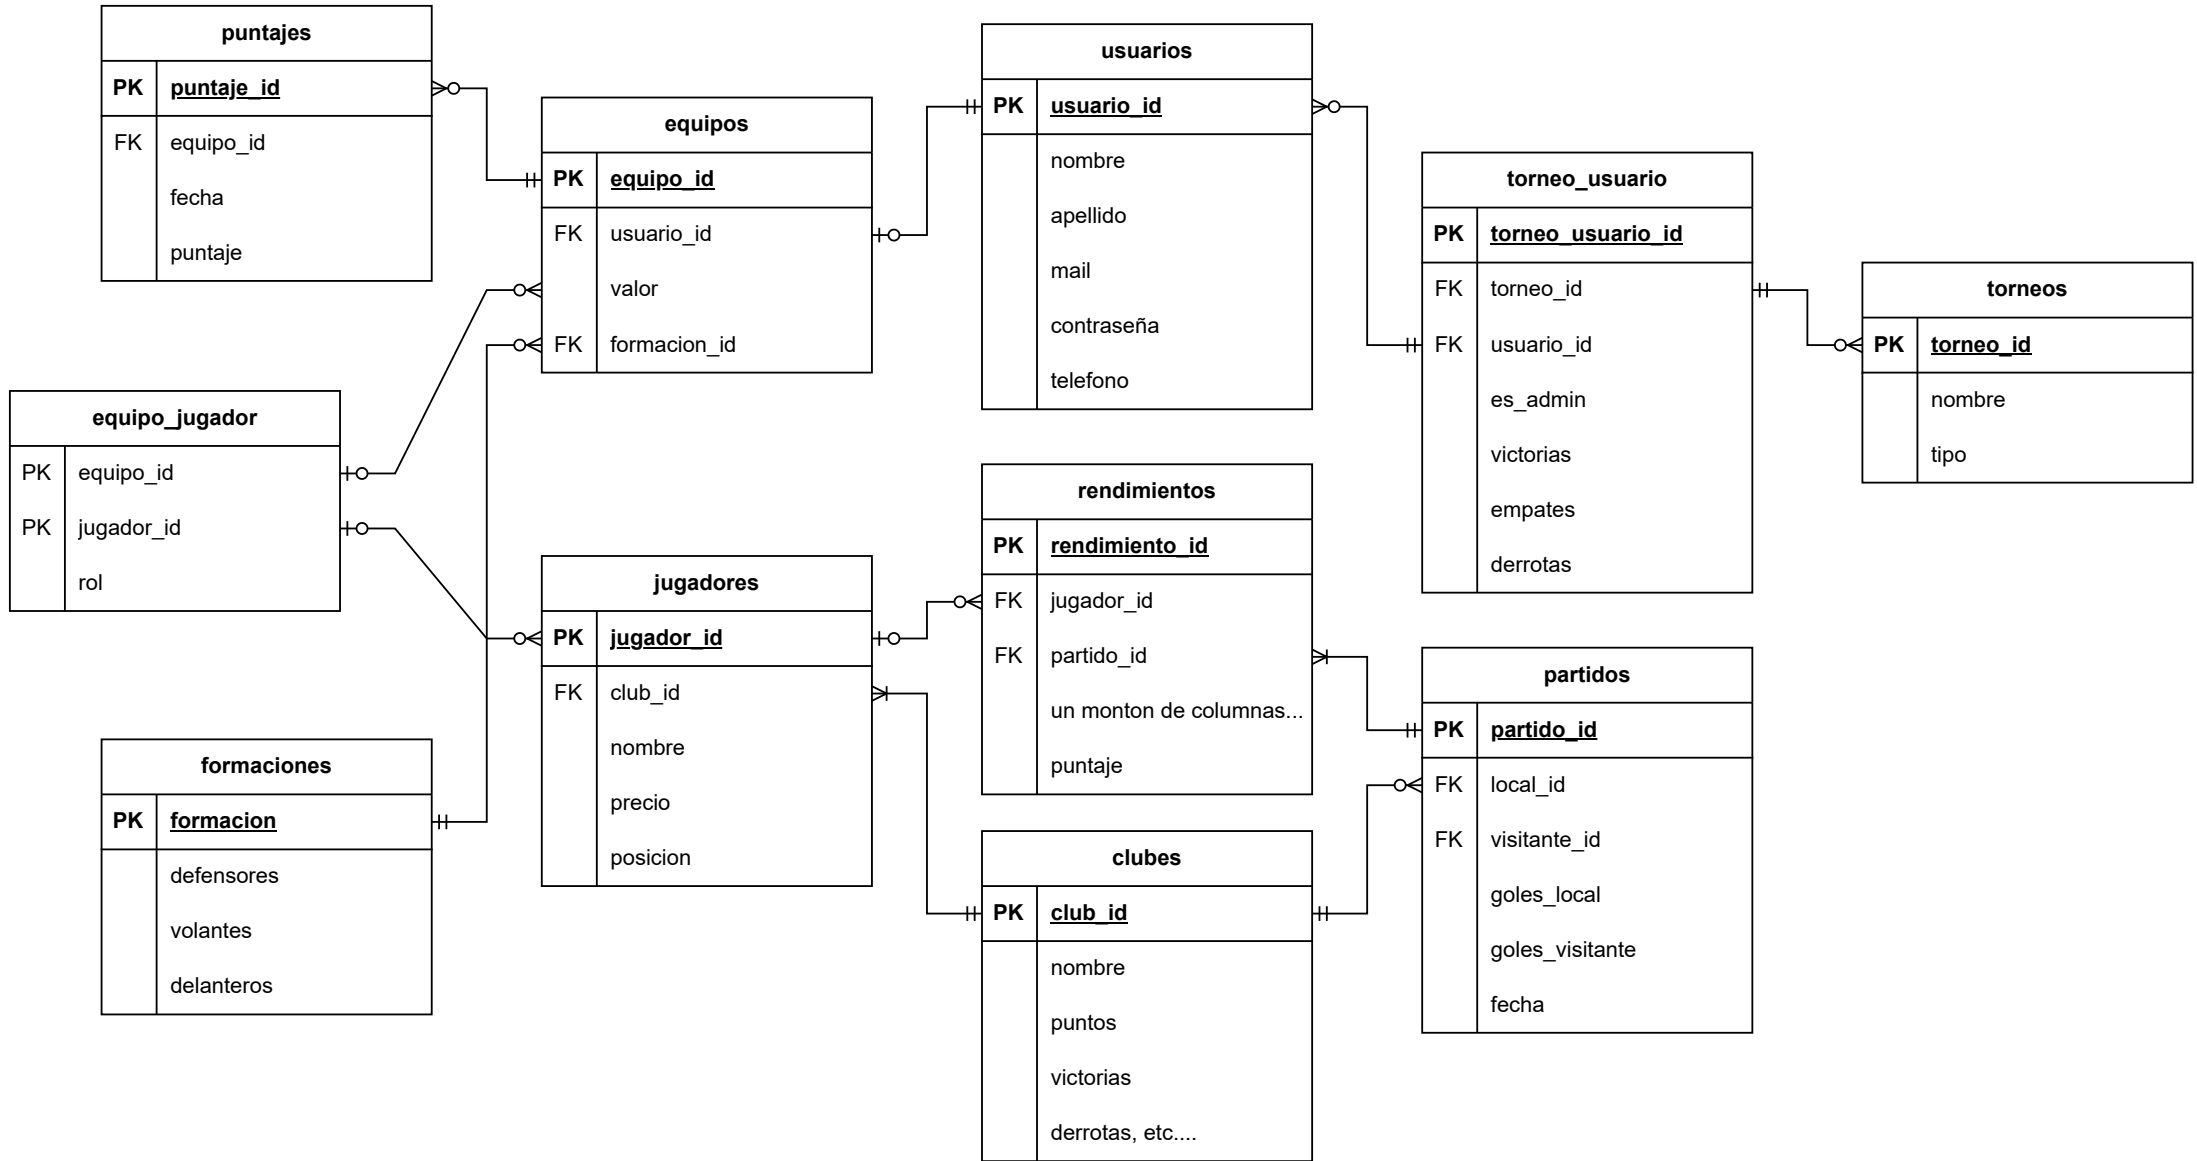 puntajes
PK puntaje_id
FK equipo_id
fecha
puntaje
equipos
PK equipo_id
FK usuario_id
valor
FK formacion_id
usuarios
PK usuario_id
nombre
apellido
mail
contraseña
telefono
torneo_usuario
PK torneo_usuario_id
FK torneo_id
FK usuario_id
es_admin
victorias
empates
derrotas
torneos
PK torneo_id
nombre
tipo
equipo_jugador
PK equipo_id
PK jugador_id
rol
jugadores
PK jugador_id
FK club_id
nombre
precio
posicion
rendimientos
PK rendimiento_id
FK jugador_id
FK partido_id
un monton de columnas...
puntaje
partidos
PK partido_id
FK local_id
FK visitante_id
goles_local
goles_visitante
fecha
formaciones
PK formacion
defensores
volantes
delanteros
clubes
PK club_id
nombre
puntos
victorias
derrotas, etc....